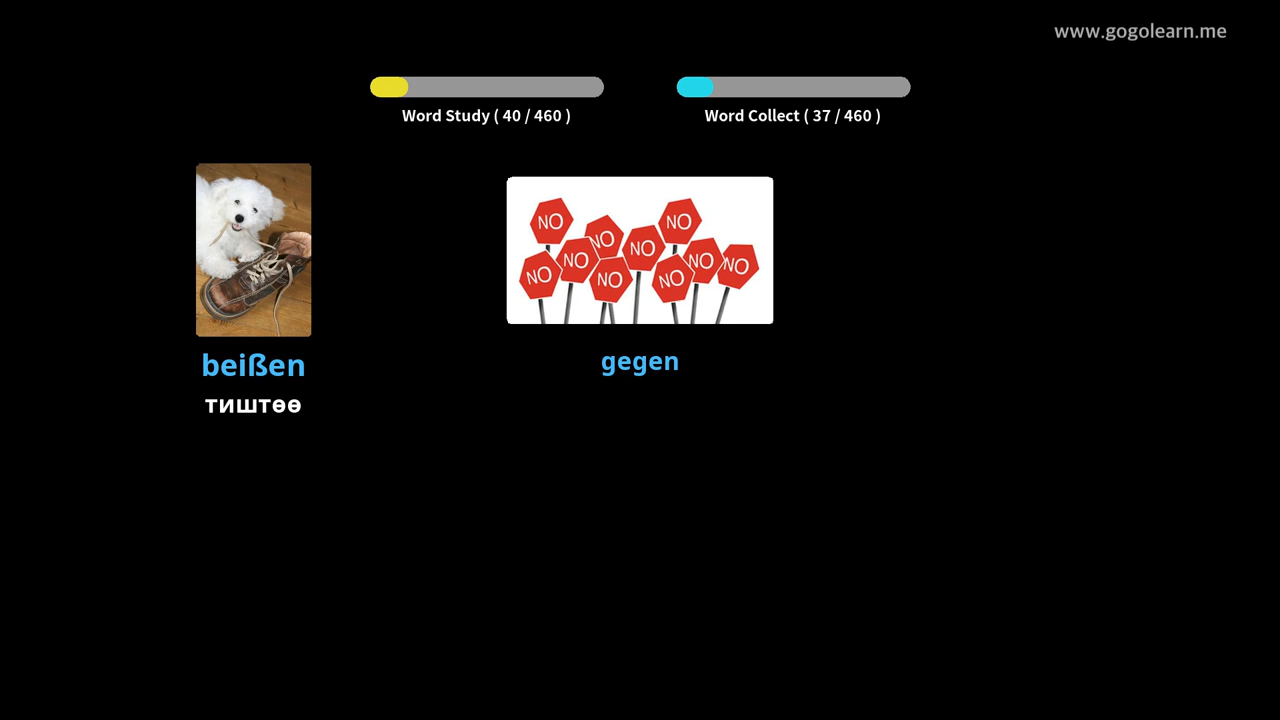 www.gogolearn.me
Word Study ( 40 / 460 )
Word Collect ( 37 / 460 )
NO
NO
NO
NO
NO
NO
NO
NO
NO
NO
beißen
тиштөө
gegen